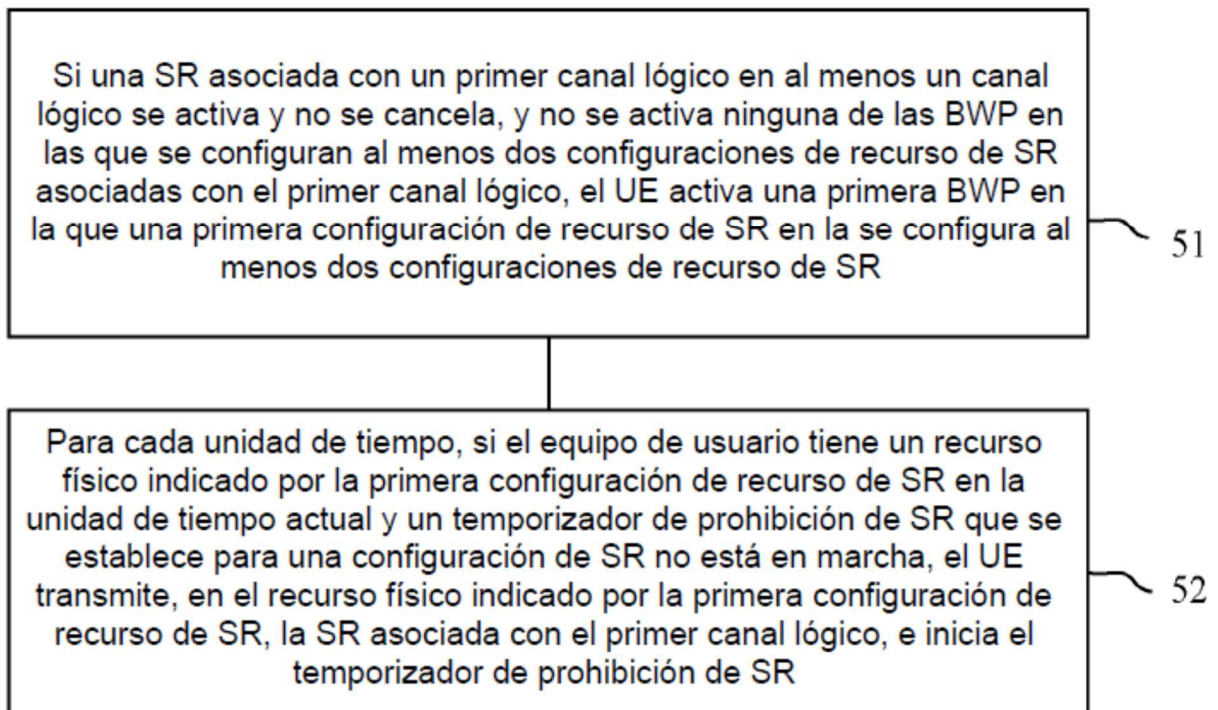 Si una SR asociada con un primer canal lógico en al menos un canal
lógico se activa y no se cancela, y no se activa ninguna de las BWP en
las que se configuran al menos dos configuraciones de recurso de SR
asociadas con el primer canal lógico, el UE activa una primera BWP en
la que una primera configuración de recurso de SR en la se configura al
menos dos configuraciones de recurso de SR
51
Para cada unidad de tiempo, si el equipo de usuario tiene un recurso
físico indicado por la primera configuración de recurso de SR en la
unidad de tiempo actual y un temporizador de prohibición de SR que se
establece para una configuración de SR no está en marcha, el UE
transmite, en el recurso físico indicado por la primera configuración de
recurso de SR, la SR asociada con el primer canal lógico, e inicia el
temporizador de prohibición de SR
52